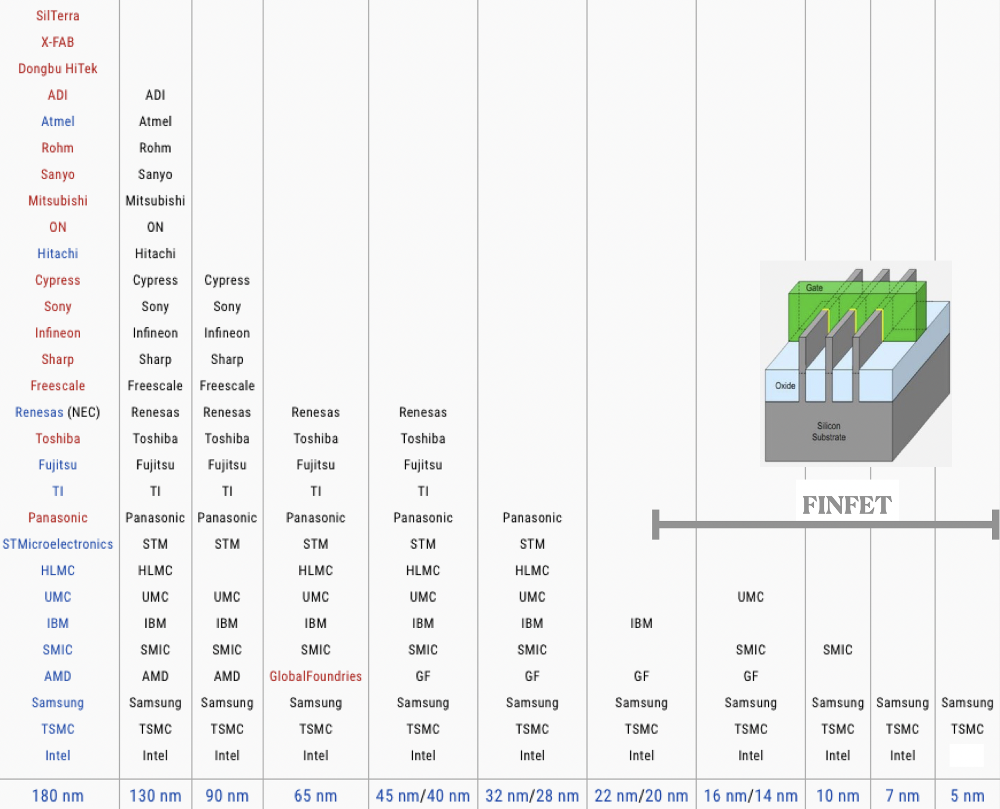 SilTerra
X-FAB
Dongbu HiTek
ADI ADI
Atmel Atmel
Rohm Rohm
Sanyo Sanyo
Mitsubishi Mitsubishi
ON ON
Hitachi Hitachi
Cypress Cypress Cypress
Sony Sony Sony
Gate
Infineon Infineon Infineon
Sharp Sharp Sharp
Freescale Freescale Freescale
Oxide
Renesas (NEC) Renesas Renesas Renesas Renesas
Silicon
Substrate
Toshiba Toshiba Toshiba Toshiba Toshiba
Fujitsu Fujitsu Fujitsu Fujitsu Fujitsu
TI TI TI TI TI
FINFET
Panasonic Panasonic Panasonic Panasonic Panasonic Panasonic
STMicroelectronics STM STM STM STM STM
HLMC HLMC HLMC HLMC HLMC
UMC UMC UMC UMC UMC UMC UMC
IBM IBM IBM IBM IBM IBM IBM
SMIC SMIC SMIC SMIC SMIC SMIC SMIC SMIC
AMD AMD AMD GlobalFoundries GF GF GF GF
Samsung Samsung Samsung Samsung Samsung Samsung Samsung Samsung Samsung Samsung Samsung
TSMC TSMC TSMC TSMC TSMC TSMC TSMC TSMC TSMC TSMC TSMC
Intel Intel Intel Intel Intel Intel Intel Intel Intel Intel
180 nm 130 nm 90 nm 65 nm 45 nm/40 nm 32 nm/28 nm 22 nm/20 nm 16 nm/14 nm 10 nm 7 nm 5 nm